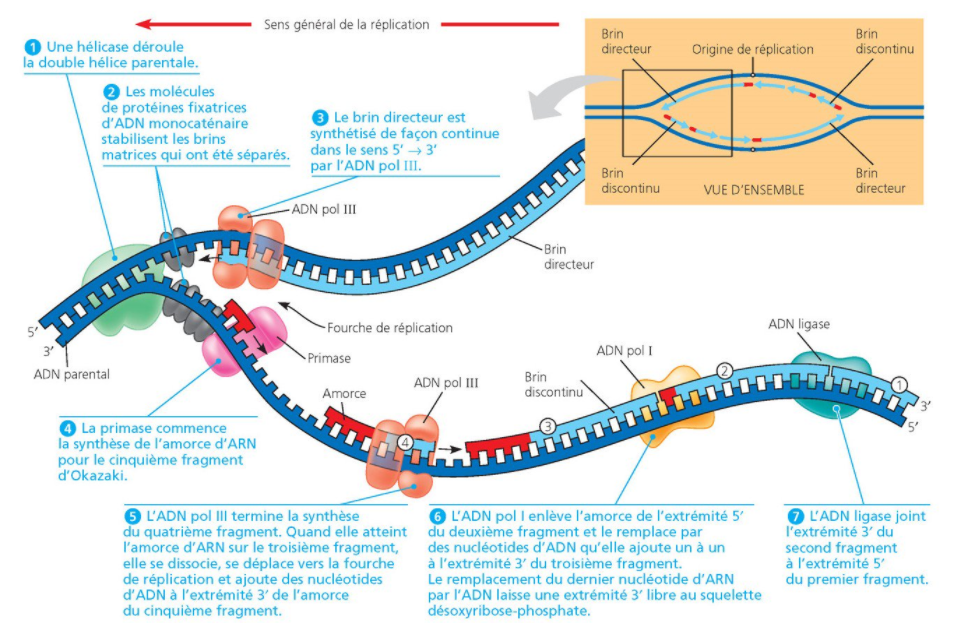 Sens général de la réplication
1 Une hélicase déroule
la double hélice parentale.
2 Les molécules
de protéines fixatrices
d'ADN monocaténaire
stabilisent les brins
matrices qui ont été séparés.
3 Le brin directeur est
synthétisé de façon continue
dans le sens 5' → 3'
par l'ADN pol III.
Brin
directeur
Origine de réplication
Brin
discontinu
Brin
discontinu
VUE D'ENSEMBLE
Brin
directeur
ADN pol III
Brin
directeur
5'
3'
ADN parental
Fourche de réplication
Primase
Amorce
ADN pol III
4
Brin
discontinu
3
ADN pol I
2
ADN ligase
1
3'
5'
4 La primase commence
la synthèse de l'amorce d'ARN
pour le cinquième fragment
d'Okazaki.
5 L'ADN pol III termine la synthèse
du quatrième fragment. Quand elle atteint
l'amorce d'ARN sur le troisième fragment,
elle se dissocie, se déplace vers la fourche
de réplication et ajoute des nucléotides
d'ADN à l'extrémité 3' de l'amorce
du cinquième fragment.
6 L'ADN pol I enlève l'amorce de l'extrémité 5'
du deuxième fragment et le remplace par
des nucléotides d'ADN qu'elle ajoute un à un
à l'extrémité 3' du troisième fragment.
Le remplacement du dernier nucléotide d'ARN
par l'ADN laisse une extrémité 3' libre au squelette
désoxyribose-phosphate.
7 L'ADN ligase joint
l'extrémité 3' du
second fragment
à l'extrémité 5'
du premier fragment.